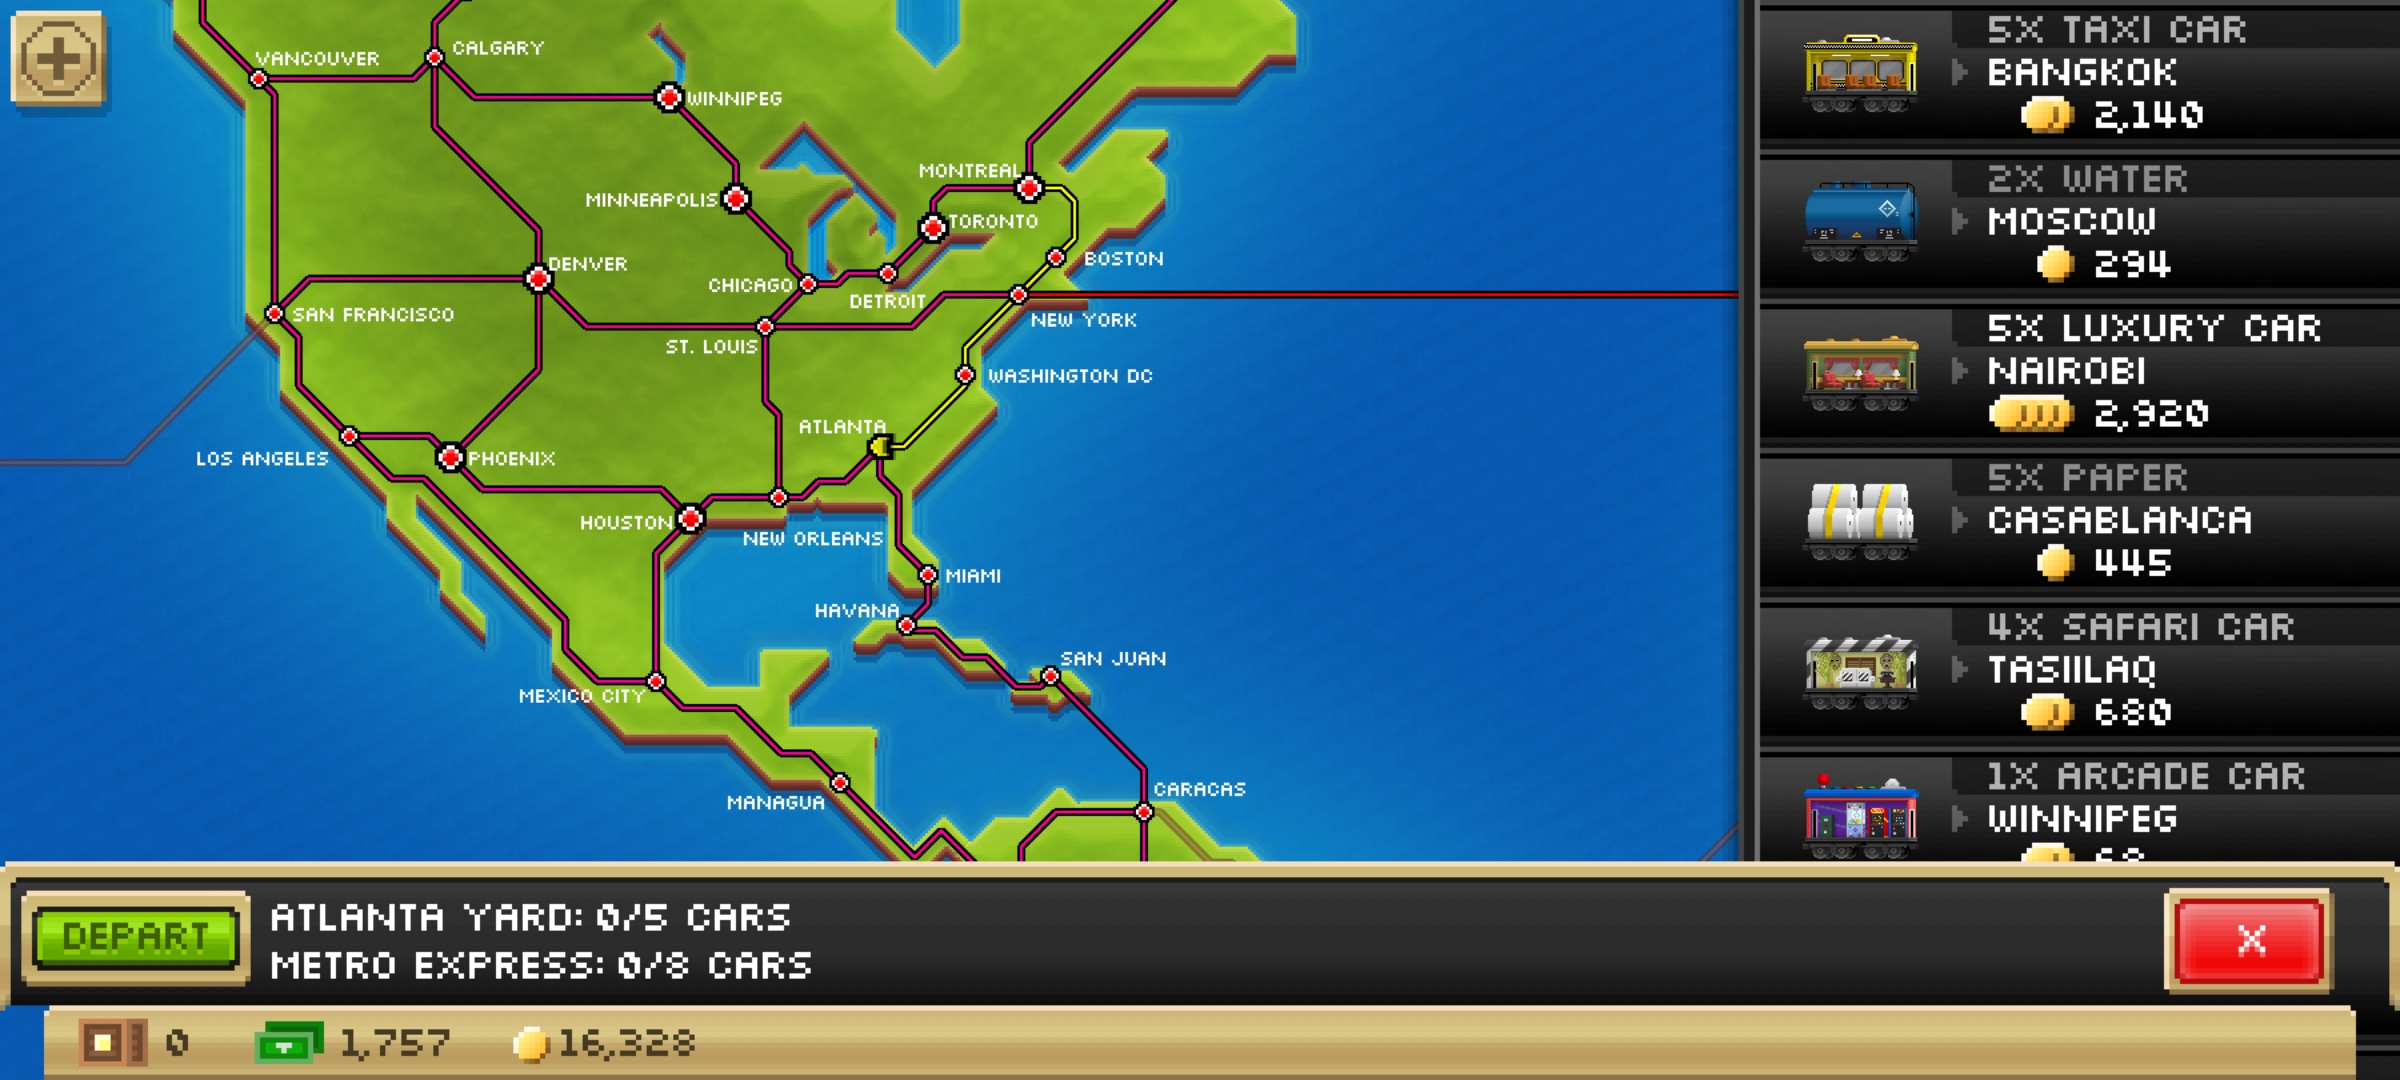 VANCOUVER
CALGARY
WINNIPEG
MINNEAPOLIS
MONTREAL
TORONTO
BOSTON
DENVER
CHICAGO
DETROIT
NEW YORK
SAN FRANCISCO
ST. LOUIS
WASHINGTON DC
ATLANTA
LOS ANGELES
PHOENIX
HOUSTON
NEW ORLEANS
MIAMI
HAVANA
SAN JUAN
MEXICO CITY
MANAGUA
CARACAS
5X TAXI CAR
BANGKOK
2,140
2X WATER
MOSCOW
294
5X LUXURY CAR
NAIROBI
2,920
5X PAPER
CASABLANCA
445
4X SAFARI CAR
TASIILAQ
680
1X ARCADE CAR
WINNIPEG
DEPART
ATLANTA YARD: 0/5 CARS
METRO EXPRESS: 0/8 CARS
X
0
1,757
16,328